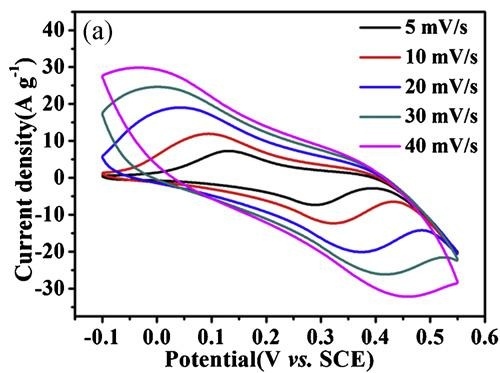 (a)
5 mV/s
10 mV/s
20 mV/s
30 mV/s
40 mV/s
Current density(A g⁻¹)
40
30
20
10
0
-10
-20
-30
-0.1 0.0 0.1 0.2 0.3 0.4 0.5 0.6
Potential(V vs. SCE)